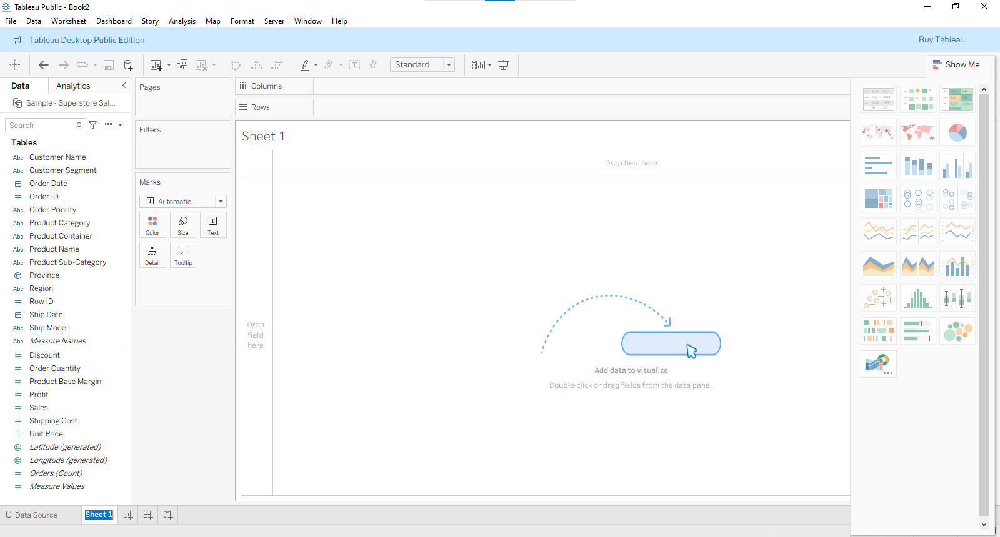 Tableau Public - Book2
File Data Worksheet Dashboard Story Analysis Map Format Server Window Help
Tableau Desktop Public Edition
Buy Tableau
Standard
Show Me
Data
Analytics
Sample - Superstore Sal...
Search
Tables
Abc Customer Name
Abc Customer Segment
Order Date
# Order ID
Abc Order Priority
Abc Product Category
Abc Product Container
Abc Product Name
Abc Product Sub-Category
Province
Abc Region
# Row ID
Ship Date
Abc Ship Mode
Abc Measure Names
# Discount
# Order Quantity
# Product Base Margin
# Profit
# Sales
# Shipping Cost
# Unit Price
Latitude (generated)
Longitude (generated)
# Orders (Count)
# Measure Values
Pages
Filters
Marks
T Automatic
Color
Size
Text
Detail
Tooltip
Columns
Rows
Sheet 1
Drop field here
Drop
field
here
Add data to visualize
Double-click or drag fields from the data pane.
Data Source
Sheet 1